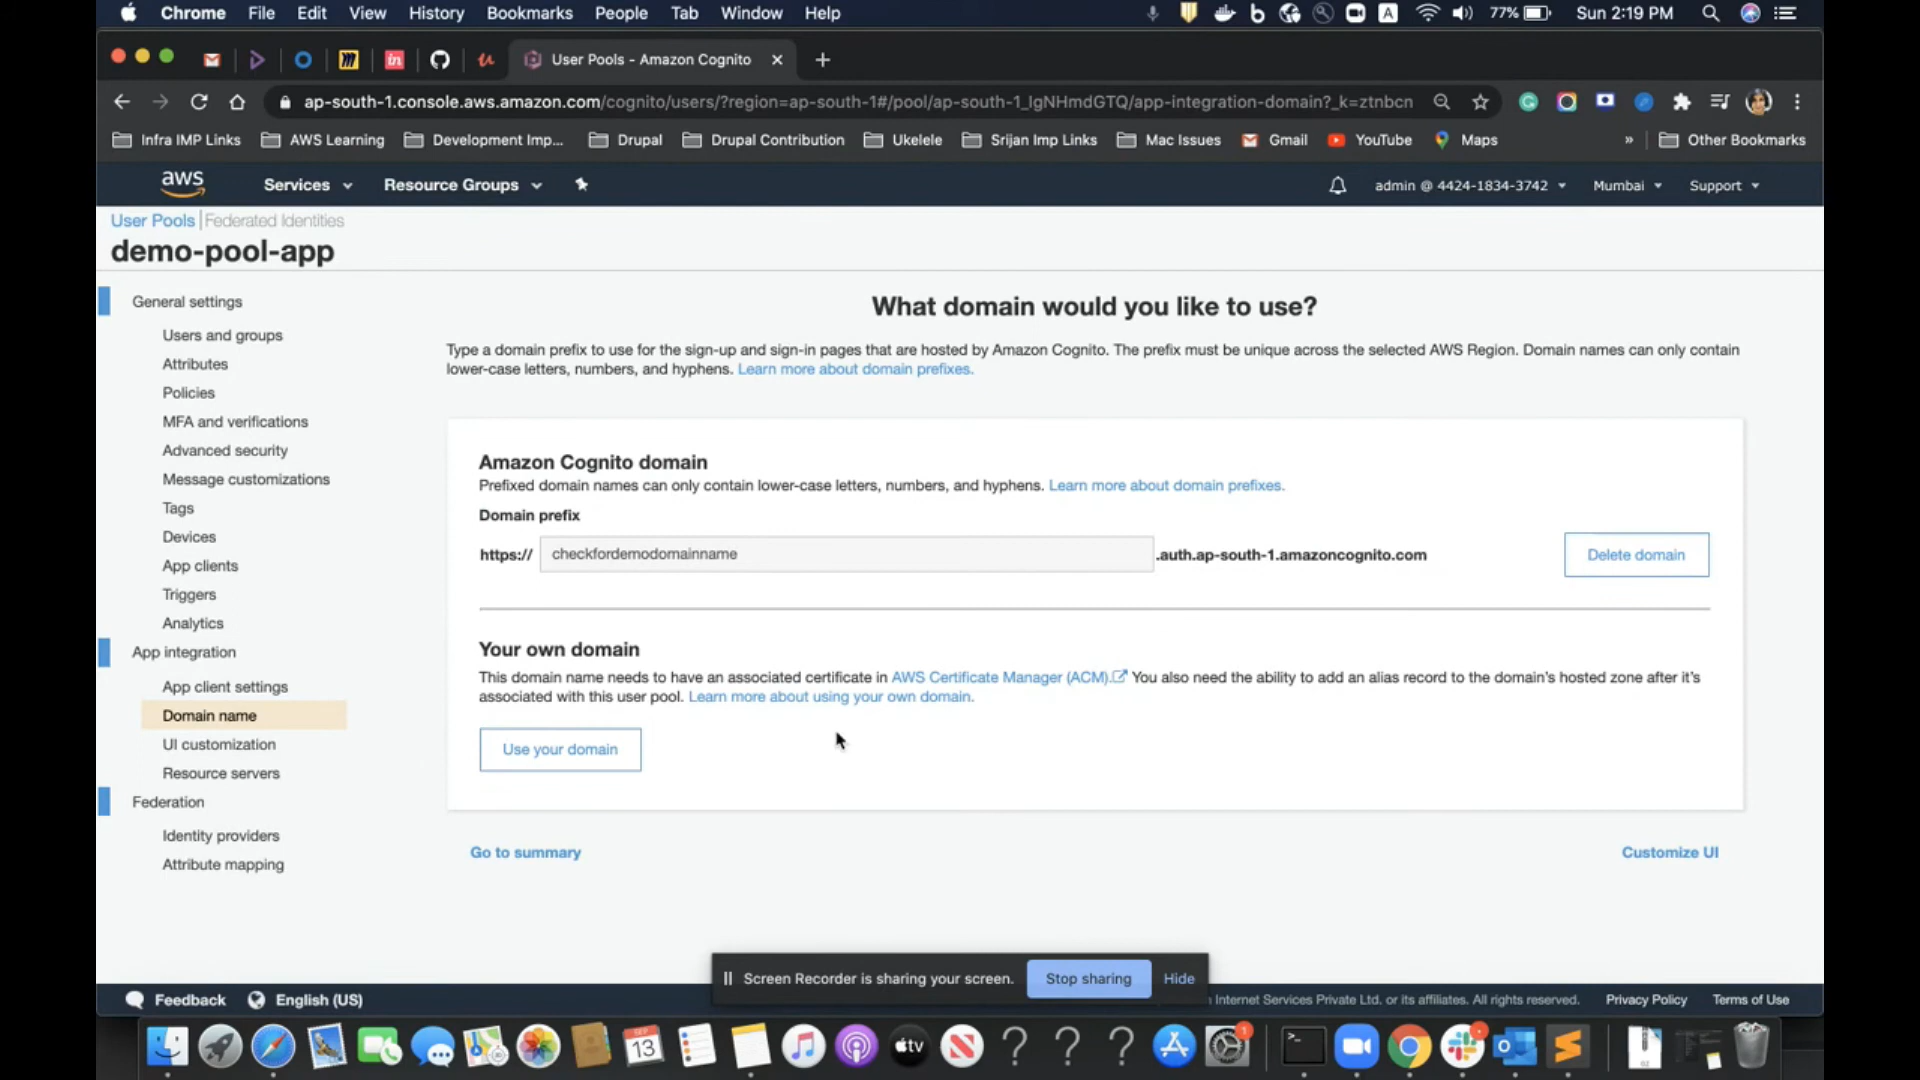 Chrome File Edit View History Bookmarks People Tab Window Help
A 77% Sun 2:19 PM
User Pools - Amazon Cognito
ap-south-1.console.aws.amazon.com/cognito/users/?region=ap-south-1#/pool/ap-south-1_IgNHmdGTQ/app-integration-domain?_k=ztnbcn
Infra IMP Links AWS Learning Development Imp... Drupal Drupal Contribution Ukelele Srijan Imp Links Mac Issues Gmail YouTube Maps » Other Bookmarks
aws Services Resource Groups admin @ 4424-1834-3742 Mumbai Support
User Pools | Federated Identities
demo-pool-app
General settings
Users and groups
Attributes
Policies
MFA and verifications
Advanced security
Message customizations
Tags
Devices
App clients
Triggers
Analytics
App integration
App client settings
Domain name
UI customization
Resource servers
Federation
Identity providers
Attribute mapping
What domain would you like to use?
Type a domain prefix to use for the sign-up and sign-in pages that are hosted by Amazon Cognito. The prefix must be unique across the selected AWS Region. Domain names can only contain
lower-case letters, numbers, and hyphens. Learn more about domain prefixes.
Amazon Cognito domain
Prefixed domain names can only contain lower-case letters, numbers, and hyphens. Learn more about domain prefixes.
Domain prefix
https:// checkfordemodomainname .auth.ap-south-1.amazoncognito.com Delete domain
Your own domain
This domain name needs to have an associated certificate in AWS Certificate Manager (ACM). You also need the ability to add an alias record to the domain's hosted zone after it's
associated with this user pool. Learn more about using your own domain.
Use your domain
Go to summary Customize UI
Screen Recorder is sharing your screen. Stop sharing Hide
Feedback English (US) Internet Services Private Ltd. or its affiliates. All rights reserved. Privacy Policy Terms of Use
SEP
13
tv
1